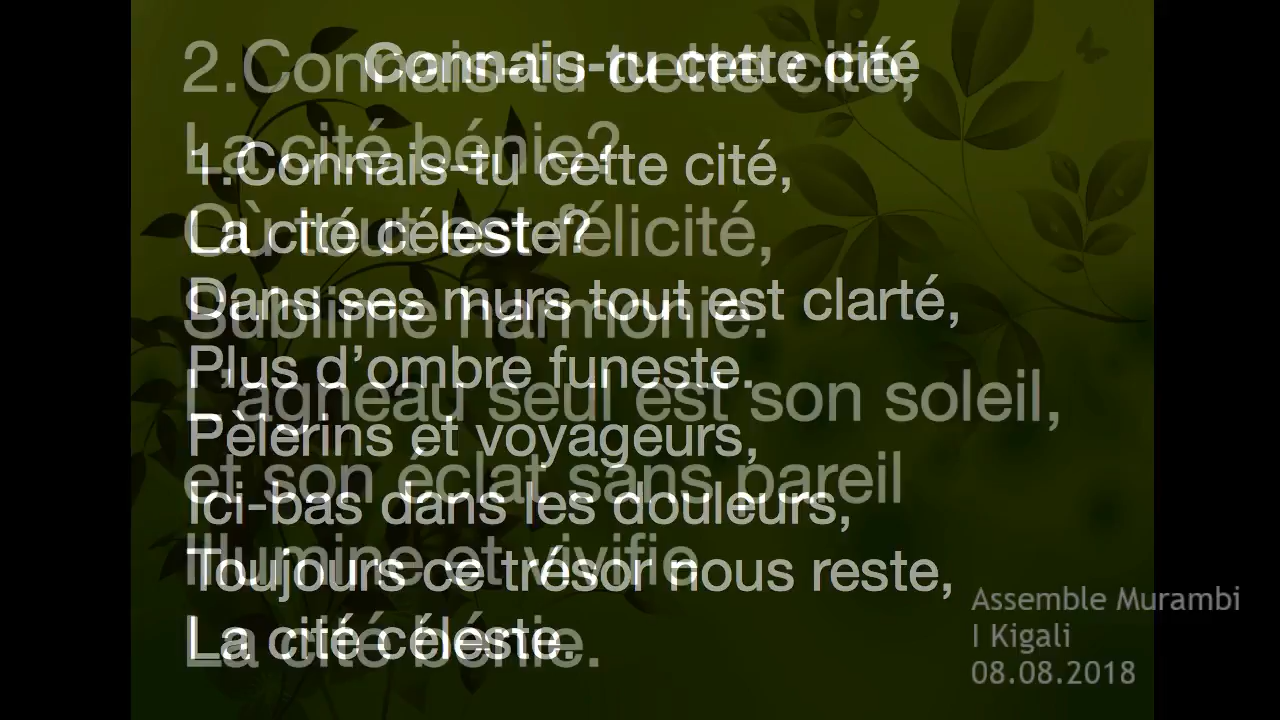 Connais-tu cette cité
1.Connais-tu cette cité,
La cité céleste?
Dans ses murs tout est clarté,
Plus d’ombre funeste.
Pèlerins et voyageurs,
Ici-bas dans les douleurs,
Toujours ce trésor nous reste,
La cité céleste.
2.Connais-tu cette cité,
La cité bénie?
Où tout est félicité,
Sublime harmonie.
L’agneau seul est son soleil,
et son éclat sans pareil
Illumine et vivifie
La cité bénie.
Assemble Murambi
I Kigali
08.08.2018